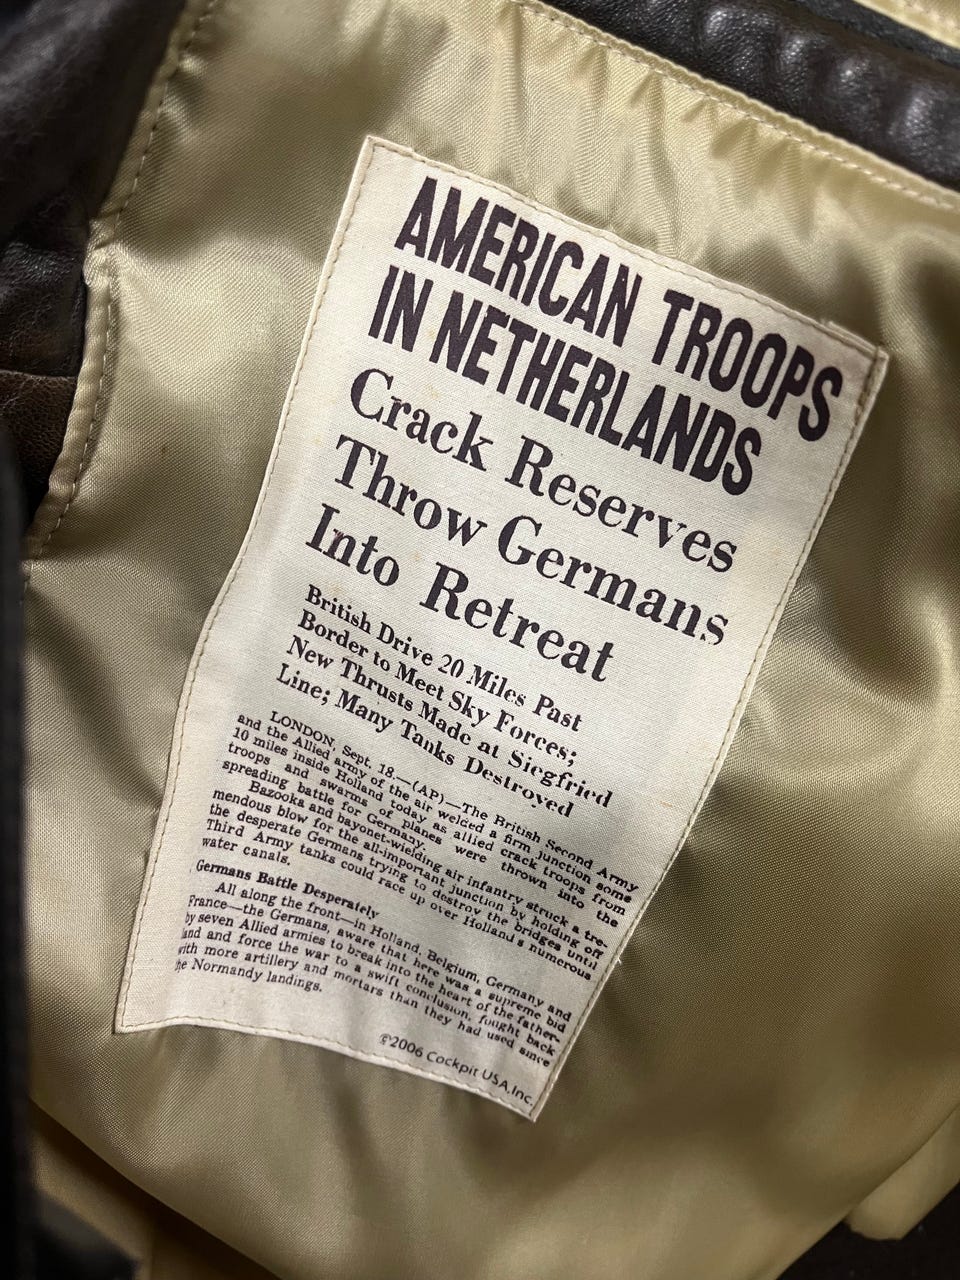 AMERICAN TROOPS
IN NETHERLANDS
Crack Reserves
Throw Germans
Into Retreat
British Drive 20 Miles Past
Border to Meet Sky Forces;
New Thrusts Made at Siegfried
Line; Many Tanks Destroyed
LONDON, Sept. 18.—(AP)—The British Second Army
and the Allied army of the air welded a firm junction some
10 miles inside Holland today as allied crack troops from
troops and swarms of planes were thrown into the
spreading battle for Germany.
Bazooka and bayonet-wielding air infantry struck a tre-
mendous blow for the all-important junction by holding off
the desperate Germans trying to destroy the bridges until
Third Army tanks could race up over Holland's numerous
water canals.
Germans Battle Desperately
All along the front—in Holland, Belgium, Germany and
France—the Germans, aware that here was a supreme bid
by seven Allied armies to break into the heart of the father-
land and force the war to a swift conclusion, fought back
with more artillery and mortars than they had used since
the Normandy landings.
©2006 Cockpit USA, Inc.